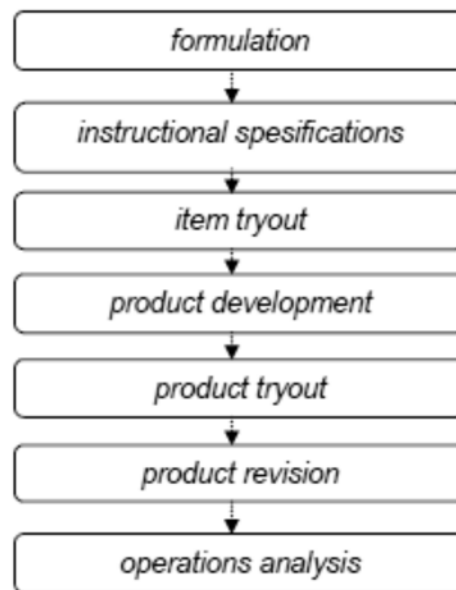 formulation
instructional spesifications
item tryout
product development
product tryout
product revision
operations analysis